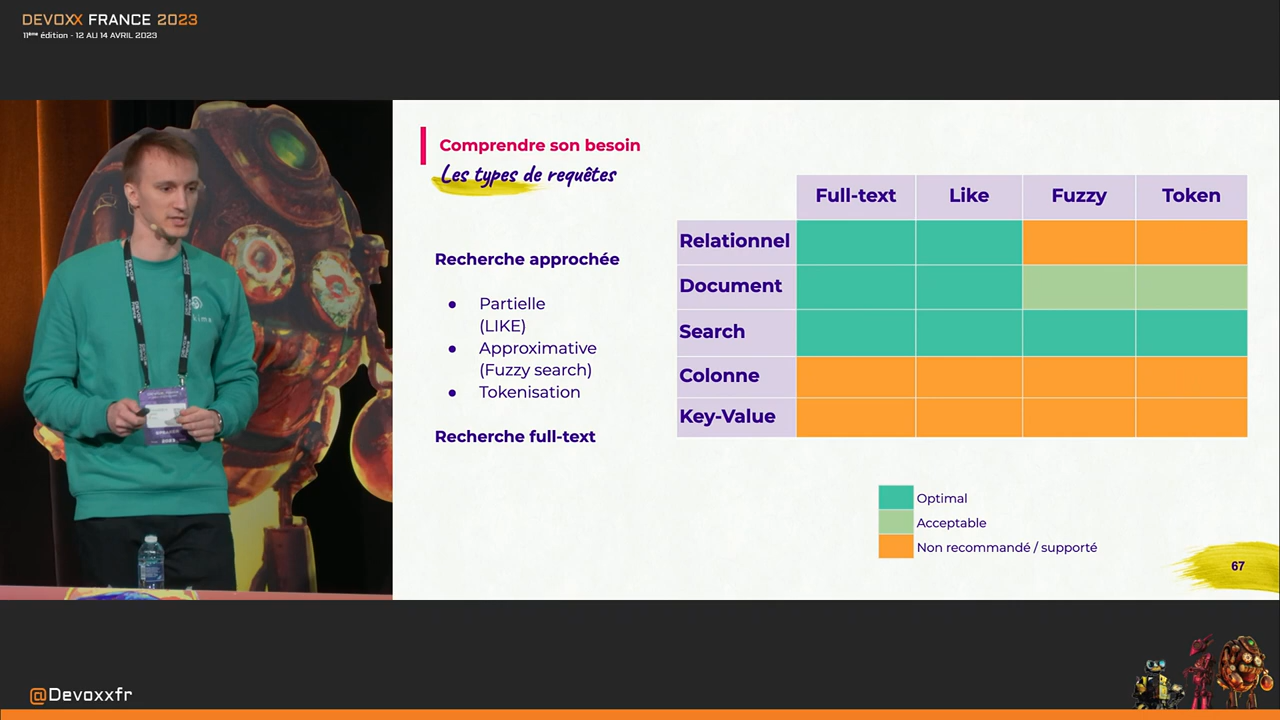 DEVOXX FRANCE 2023
11ème édition - 12 AU 14 AVRIL 2023
Comprendre son besoin
Les types de requêtes
Recherche approchée
● Partielle
(LIKE)
● Approximative
(Fuzzy search)
● Tokenisation
Recherche full-text
Full-text Like Fuzzy Token
Relationnel
Document
Search
Colonne
Key-Value
Optimal
Acceptable
Non recommandé / supporté
67
SPEAKER
2023
@Devoxxfr